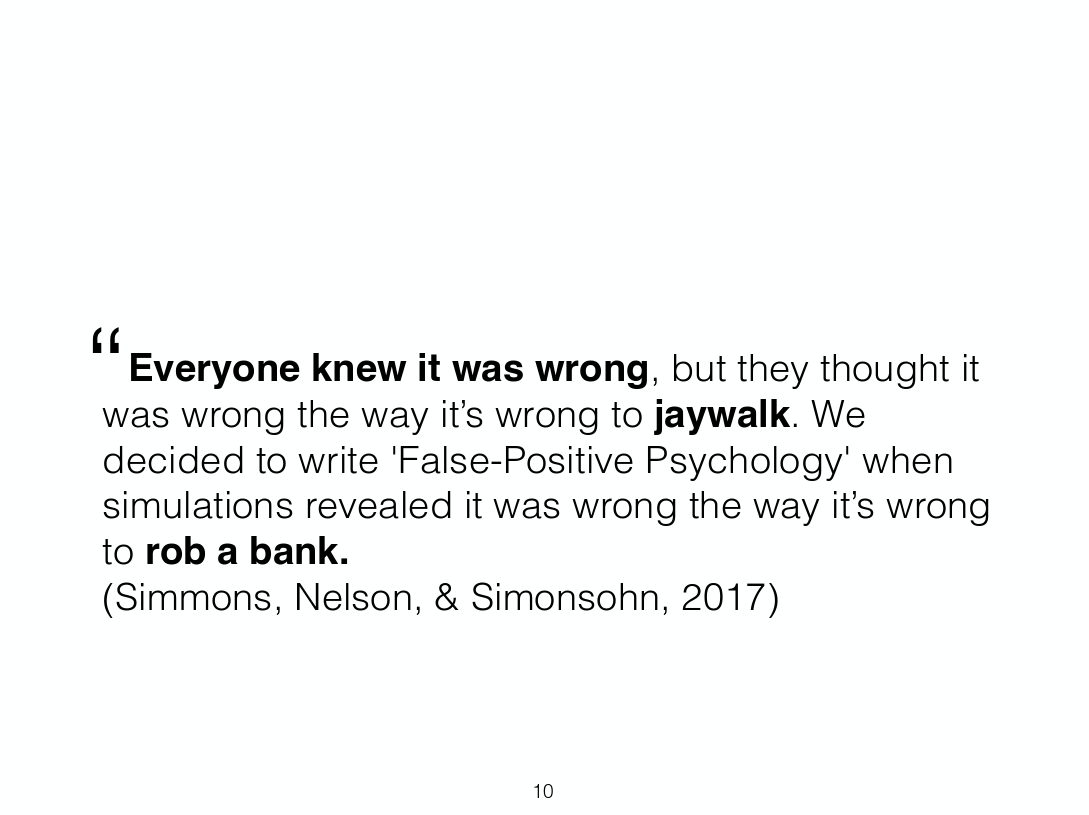 “Everyone knew it was wrong, but they thought it
was wrong the way it’s wrong to jaywalk. We
decided to write 'False-Positive Psychology' when
simulations revealed it was wrong the way it’s wrong
to rob a bank.
(Simmons, Nelson, & Simonsohn, 2017)
10